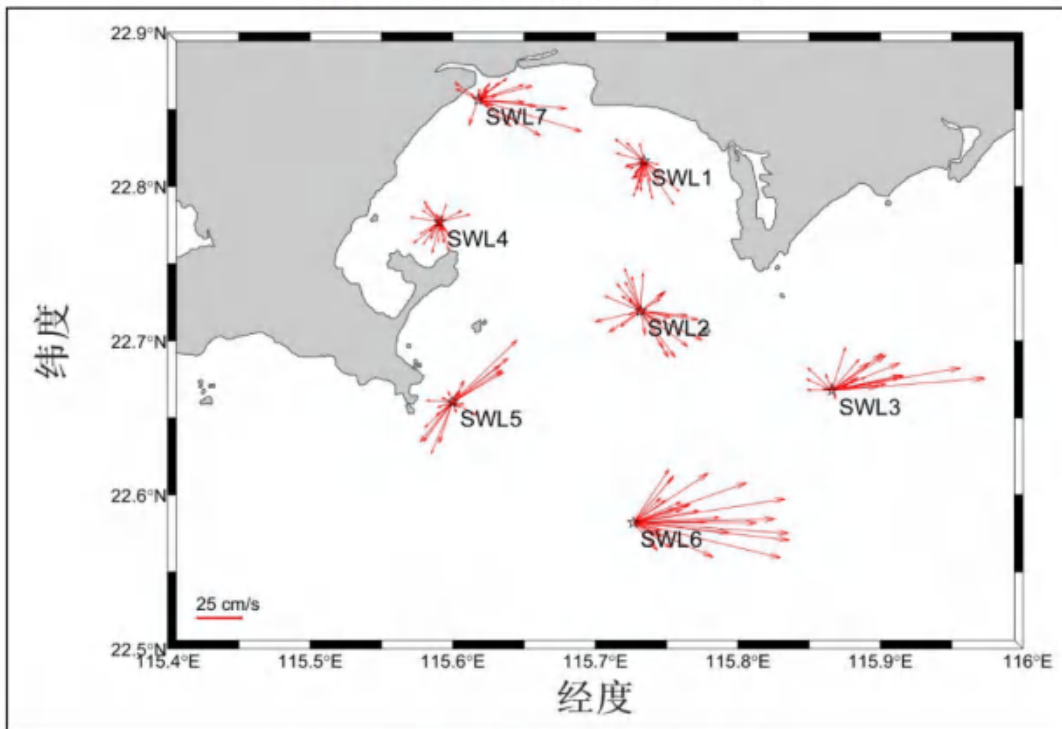 22.9°N
22.8°N
22.7°N
22.6°N
22.5°N
纬度
SWL7
SWL1
SWL4
SWL2
SWL3
SWL5
SWL6
25 cm/s
115.4°E
115.5°E
115.6°E
115.7°E
115.8°E
115.9°E
116°E
经度